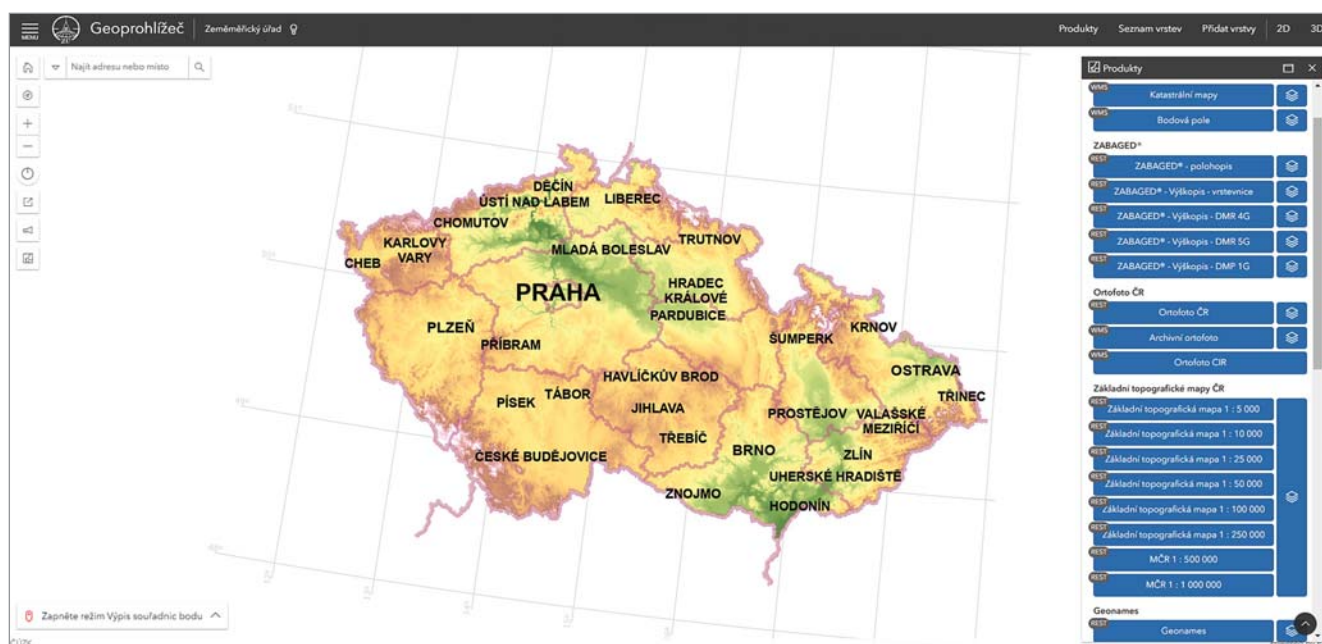 MENU
Geoprohlížeč
Zeměměřický úřad
Produkty
Seznam vrstev
Přidat vrstvy
2D
3D
Najít adresu nebo místo
DĚČÍN
ÚSTÍ NAD LABEM
LIBEREC
CHOMUTOV
KARLOVY
VARY
CHEB
MLADÁ BOLESLAV
TRUTNOV
PRAHA
HRADEC
KRÁLOVÉ
PARDUBICE
PLZEŇ
PŘÍBRAM
ŠUMPERK
KRNOV
OSTRAVA
HAVLÍČKŮV BROD
TÁBOR
PÍSEK
JIHLAVA
PROSTĚJOV
VALAŠSKÉ
MEZIŘÍČÍ
TŘINEC
TŘEBÍČ
BRNO
ZLÍN
ČESKÉ BUDĚJOVICE
UHERSKÉ HRADIŠTĚ
ZNOJMO
HODONÍN
Zapněte režim Výpis souřadnic bodu
ČÚZK
Produkty
WMS
Katastrální mapy
WMS
Bodová pole
ZABAGED®
REST
ZABAGED® - polohopis
REST
ZABAGED® - Výškopis - vrstevnice
REST
ZABAGED® - Výškopis - DMR 4G
REST
ZABAGED® - Výškopis - DMR 5G
REST
ZABAGED® - Výškopis - DMP 1G
Ortofoto ČR
REST
Ortofoto ČR
WMS
Archivní ortofoto
WMS
Ortofoto CIR
Základní topografické mapy ČR
REST
Základní topografická mapa 1 : 5 000
REST
Základní topografická mapa 1 : 10 000
REST
Základní topografická mapa 1 : 25 000
REST
Základní topografická mapa 1 : 50 000
REST
Základní topografická mapa 1 : 100 000
REST
Základní topografická mapa 1 : 250 000
REST
MČR 1 : 500 000
REST
MČR 1 : 1 000 000
Geonames
REST
Geonames